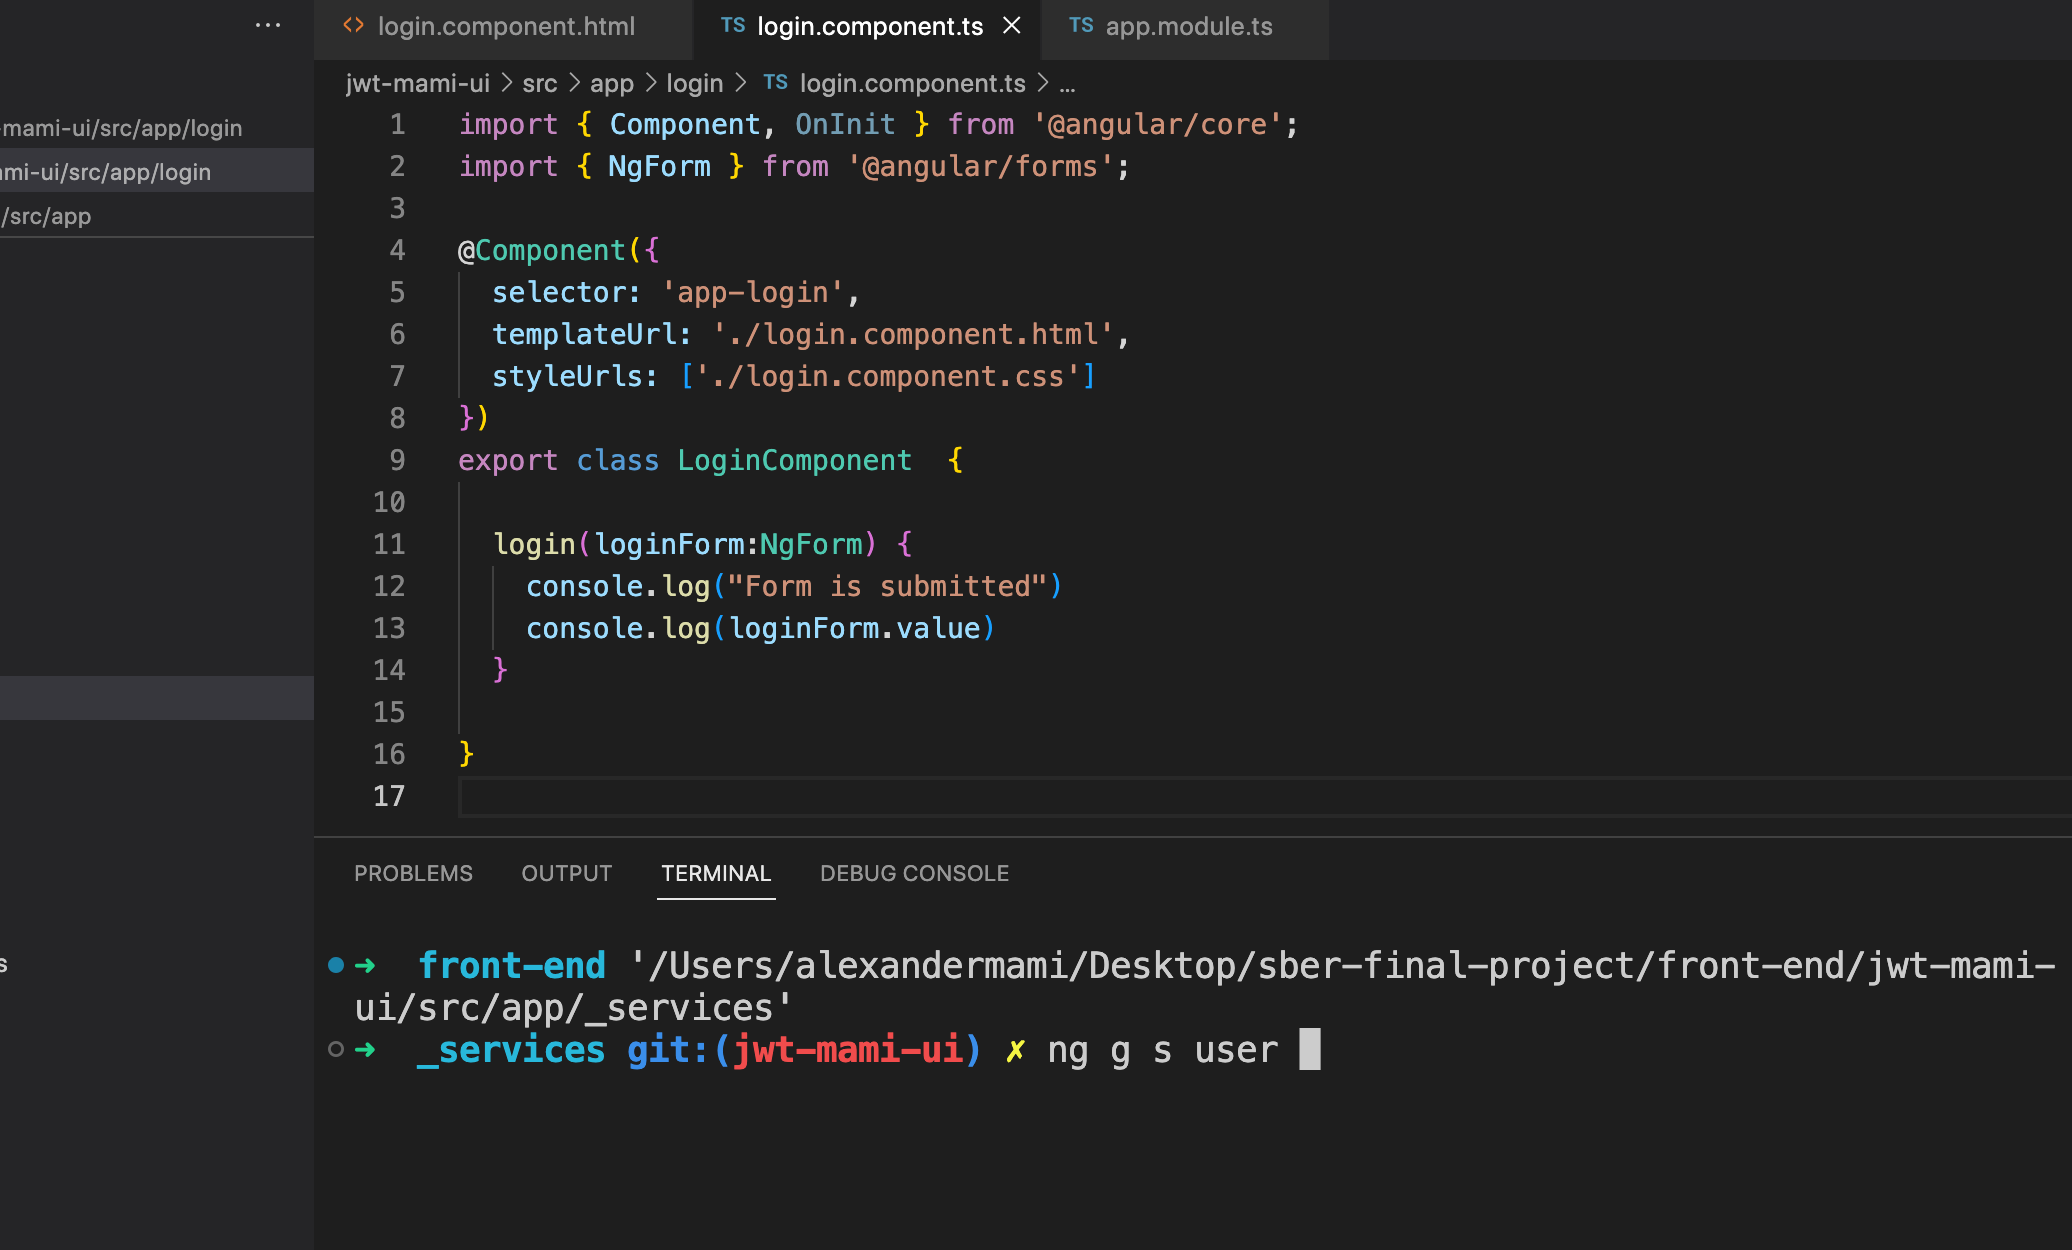 ···
login.component.html
TS login.component.ts
TS app.module.ts
-mami-ui/src/app/login
mi-ui/src/app/login
/src/app
s
jwt-mami-ui > src > app > login > TS login.component.ts > ...
1 import { Component, OnInit } from '@angular/core';
2 import { NgForm } from '@angular/forms';
3
4 @Component({
5 selector: 'app-login',
6 templateUrl: './login.component.html',
7 styleUrls: ['./login.component.css']
8 })
9 export class LoginComponent  {
10
11 login(loginForm:NgForm) {
12 console.log("Form is submitted")
13 console.log(loginForm.value)
14 }
15
16 }
17
PROBLEMS OUTPUT TERMINAL DEBUG CONSOLE
➜ front-end '/Users/alexandermami/Desktop/sber-final-project/front-end/jwt-mami-
ui/src/app/_services'
➜ _services git:(jwt-mami-ui) ✗ ng g s user